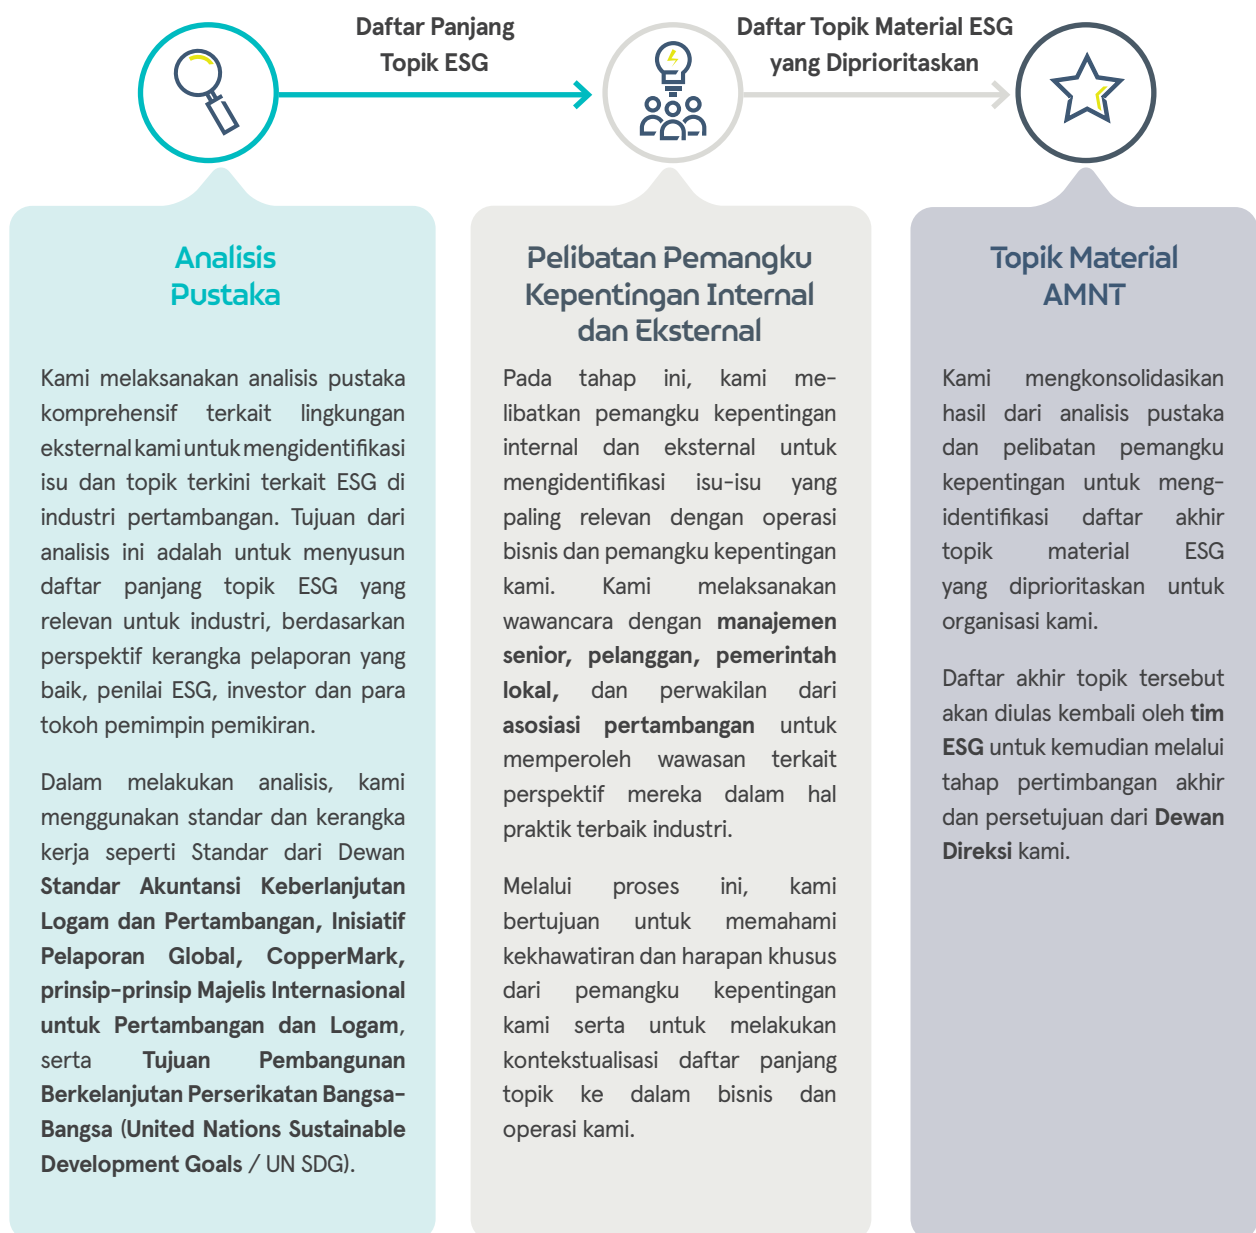 Daftar Panjang
Topik ESG
Daftar Topik Material ESG
yang Diprioritaskan
Analisis
Pustaka
Kami melaksanakan analisis pustaka
komprehensif terkait lingkungan
eksternal kami untuk mengidentifikasi
isu dan topik terkini terkait ESG di
industri pertambangan. Tujuan dari
analisis ini adalah untuk menyusun
daftar panjang topik ESG yang
relevan untuk industri, berdasarkan
perspektif kerangka pelaporan yang
baik, penilai ESG, investor dan para
tokoh pemimpin pemikiran.
Dalam melakukan analisis, kami
menggunakan standar dan kerangka
kerja seperti Standar dari Dewan
Standar Akuntansi Keberlanjutan
Logam dan Pertambangan, Inisiatif
Pelaporan Global, CopperMark,
prinsip-prinsip Majelis Internasional
untuk Pertambangan dan Logam,
serta Tujuan Pembangunan
Berkelanjutan Perserikatan Bangsa-
Bangsa (United Nations Sustainable
Development Goals / UN SDG).
Pelibatan Pemangku
Kepentingan Internal
dan Eksternal
Pada tahap ini, kami me-
libatkan pemangku kepentingan
internal dan eksternal untuk
mengidentifikasi isu-isu yang
paling relevan dengan operasi
bisnis dan pemangku kepentingan
kami. Kami melaksanakan
wawancara dengan manajemen
senior, pelanggan, pemerintah
lokal, dan perwakilan dari
asosiasi pertambangan untuk
memperoleh wawasan terkait
perspektif mereka dalam hal
praktik terbaik industri.
Melalui proses ini, kami
bertujuan untuk memahami
kekhawatiran dan harapan khusus
dari pemangku kepentingan
kami serta untuk melakukan
kontekstualisasi daftar panjang
topik ke dalam bisnis dan
operasi kami.
Topik Material
AMNT
Kami mengkonsolidasikan
hasil dari analisis pustaka
dan pelibatan pemangku
kepentingan untuk meng-
identifikasi daftar akhir
topik material ESG
yang diprioritaskan untuk
organisasi kami.
Daftar akhir topik tersebut
akan diulas kembali oleh tim
ESG untuk kemudian melalui
tahap pertimbangan akhir
dan persetujuan dari Dewan
Direksi kami.